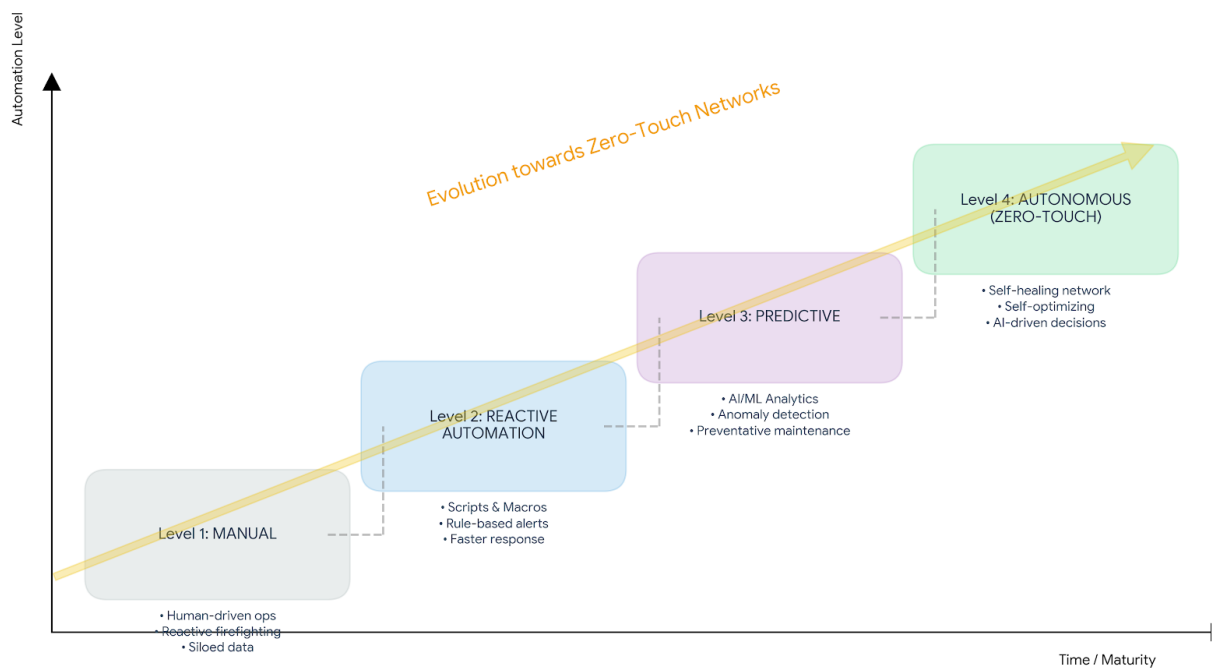 Automation Level
Evolution towards Zero-Touch Networks
Level 4: AUTONOMOUS
(ZERO-TOUCH)
• Self-healing network
• Self-optimizing
• AI-driven decisions
Level 3: PREDICTIVE
• AI/ML Analytics
• Anomaly detection
• Preventative maintenance
Level 2: REACTIVE
AUTOMATION
• Scripts & Macros
• Rule-based alerts
• Faster response
Level 1: MANUAL
• Human-driven ops
• Reactive firefighting
• Siloed data
Time / Maturity